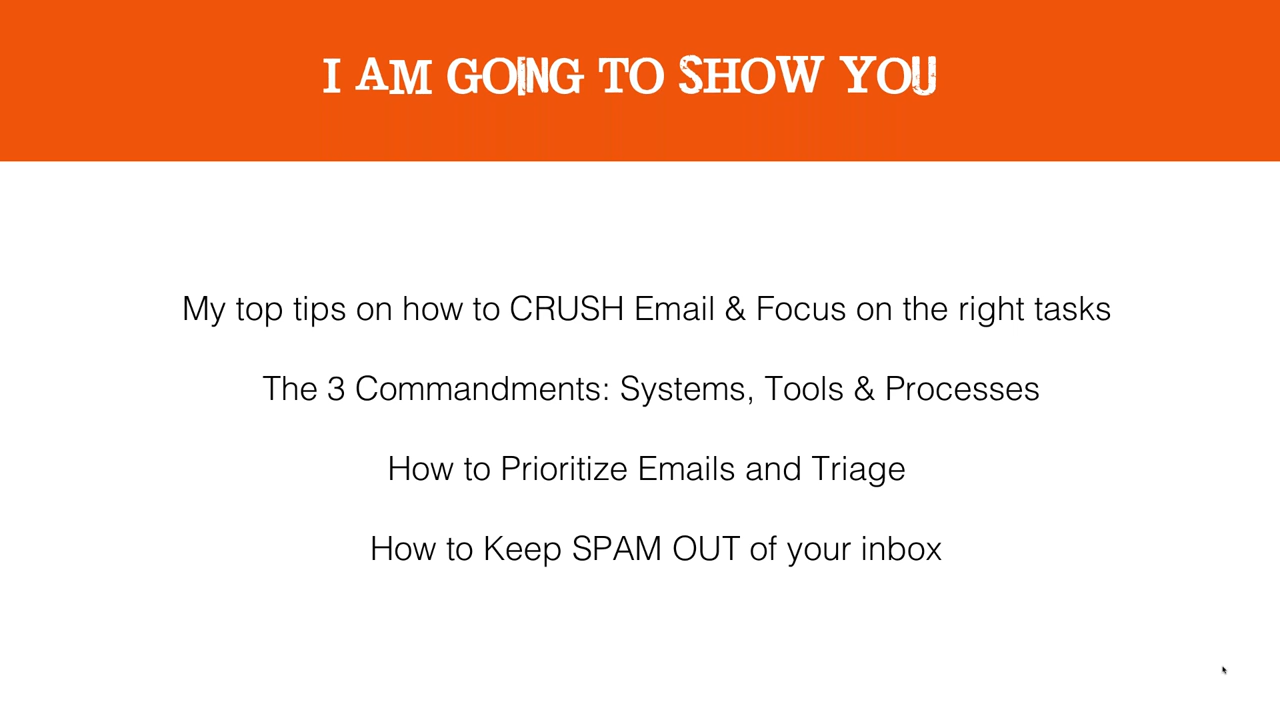 I AM GOING TO SHOW YOU
My top tips on how to CRUSH Email & Focus on the right tasks
The 3 Commandments: Systems, Tools & Processes
How to Prioritize Emails and Triage
How to Keep SPAM OUT of your inbox